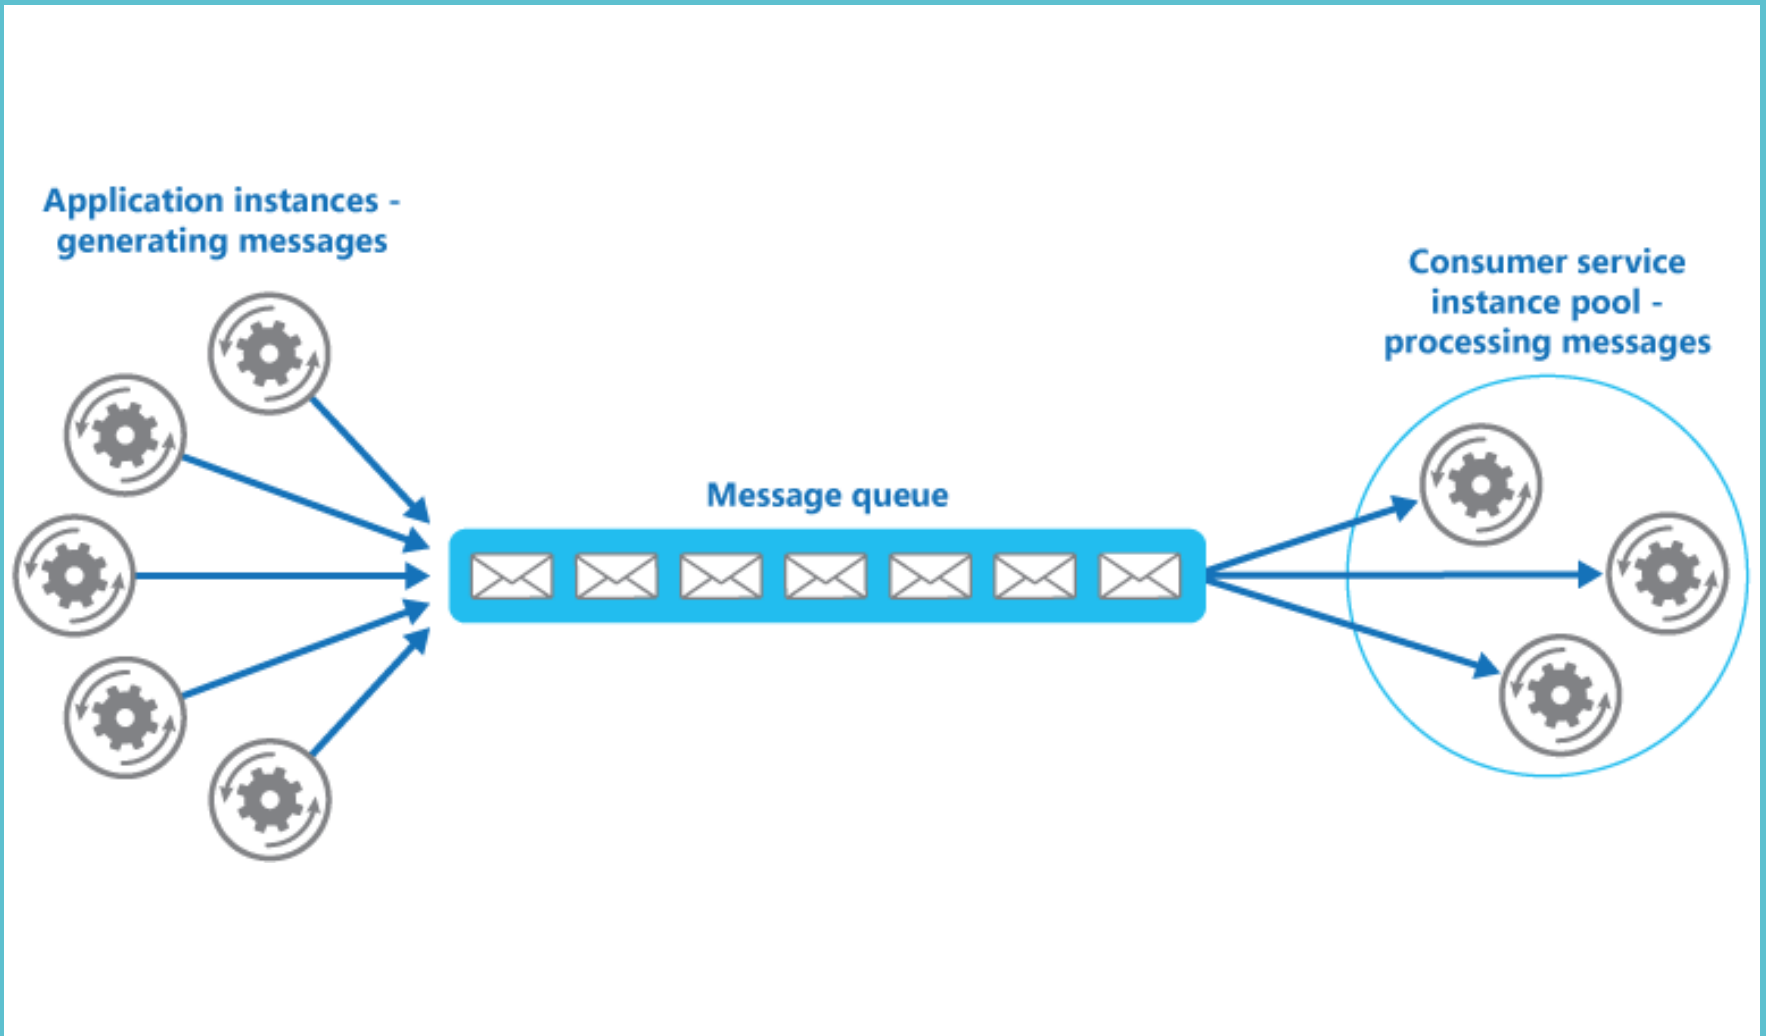 Application instances -
generating messages
Consumer service
instance pool -
processing messages
Message queue